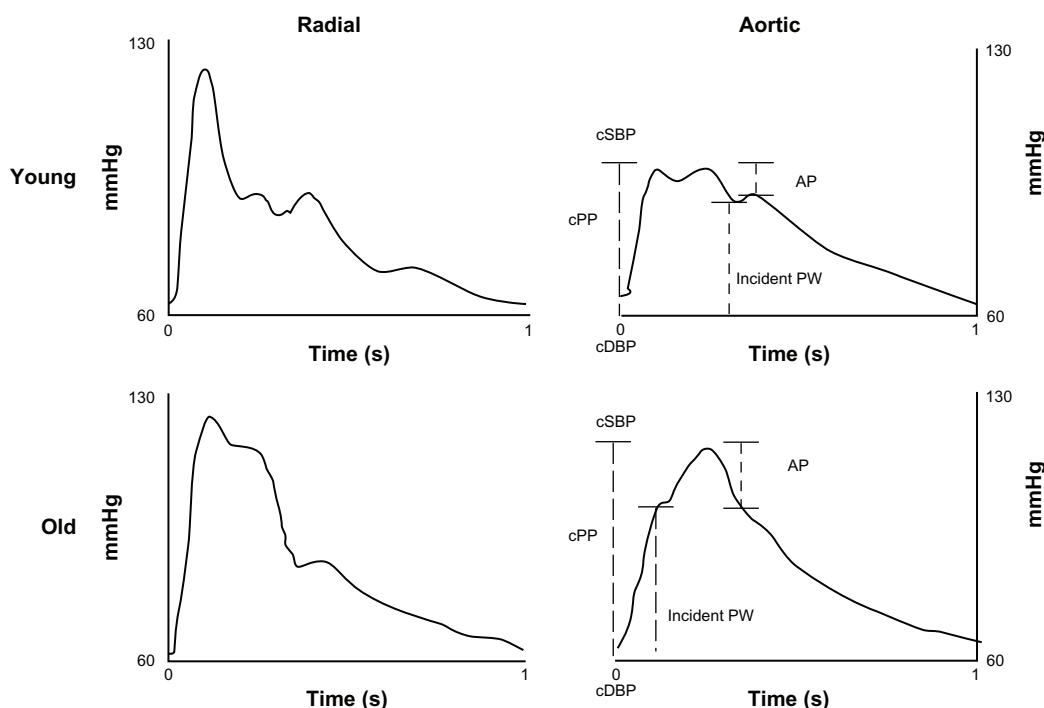 Radial
Aortic
130
130
cSBP
Young
mmHg
mmHg
AP
cPP
Incident PW
60
60
0
1
0
1
cDBP
Time (s)
Time (s)
130
130
cSBP
AP
mmHg
mmHg
Old
cPP
Incident PW
60
60
0
1
0
1
cDBP
Time (s)
Time (s)